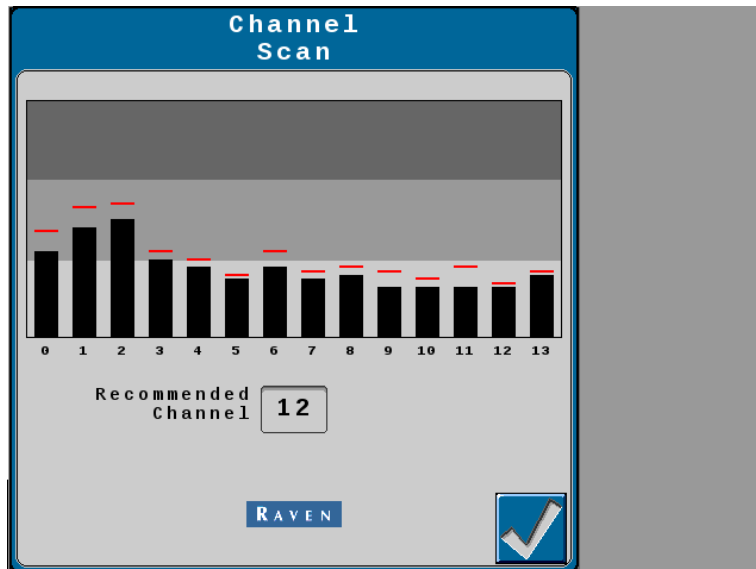 Channel
Scan
0 1 2 3 4 5 6 7 8 9 10 11 12 13
Recommended
Channel 12
RAVEN